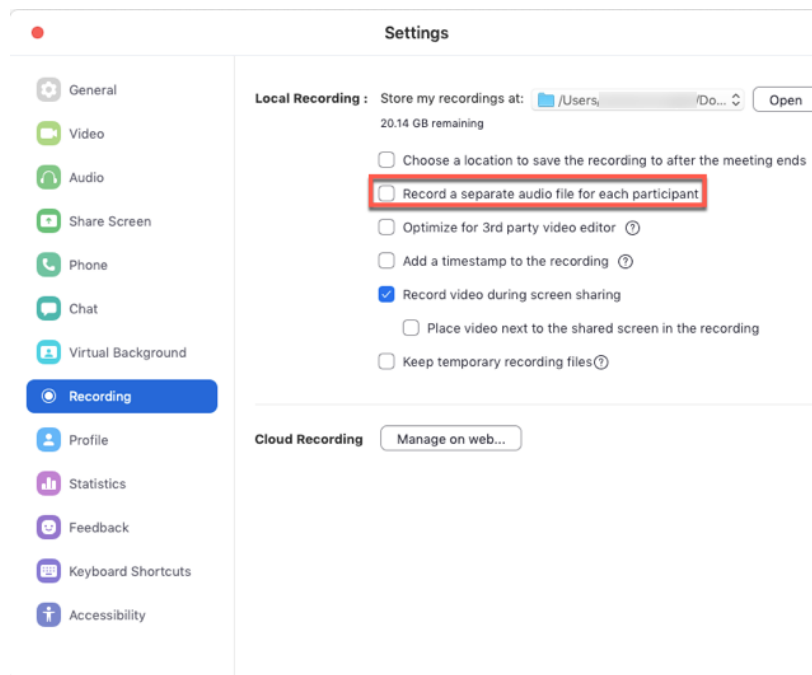 Settings
General
Video
Audio
Share Screen
Phone
Chat
Virtual Background
Recording
Profile
Statistics
Feedback
Keyboard Shortcuts
Accessibility
Local Recording : Store my recordings at: /Users/ /Do... Open
20.14 GB remaining
Choose a location to save the recording to after the meeting ends
Record a separate audio file for each participant
Optimize for 3rd party video editor ?
Add a timestamp to the recording ?
Record video during screen sharing
Place video next to the shared screen in the recording
Keep temporary recording files ?
Cloud Recording Manage on web...